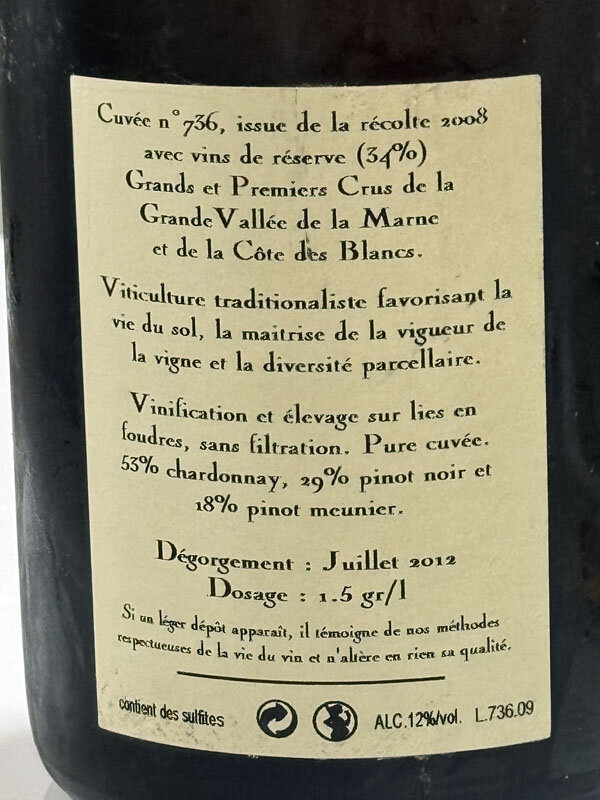 Cuvée n°736, issue de la récolte 2008
avec vins de réserve (34%)
Grands et Premiers Crus de la
Grande Vallée de la Marne
et de la Côte des Blancs.
Viticulture traditionaliste favorisant la
vie du sol, la maitrise de la vigueur de
la vigne et la diversité parcellaire.
Vinification et élevage sur lies en
foudres, sans filtration. Pure cuvée.
53% chardonnay, 29% pinot noir et
18% pinot meunier.
Dégorgement : Juillet 2012
Dosage : 1.5 gr/l
Si un léger dépôt apparaît, il témoigne de nos méthodes
respectueuses de la vie du vin et n'altère en rien sa qualité.
contient des sulfites ALC.12%/vol. L.736.09